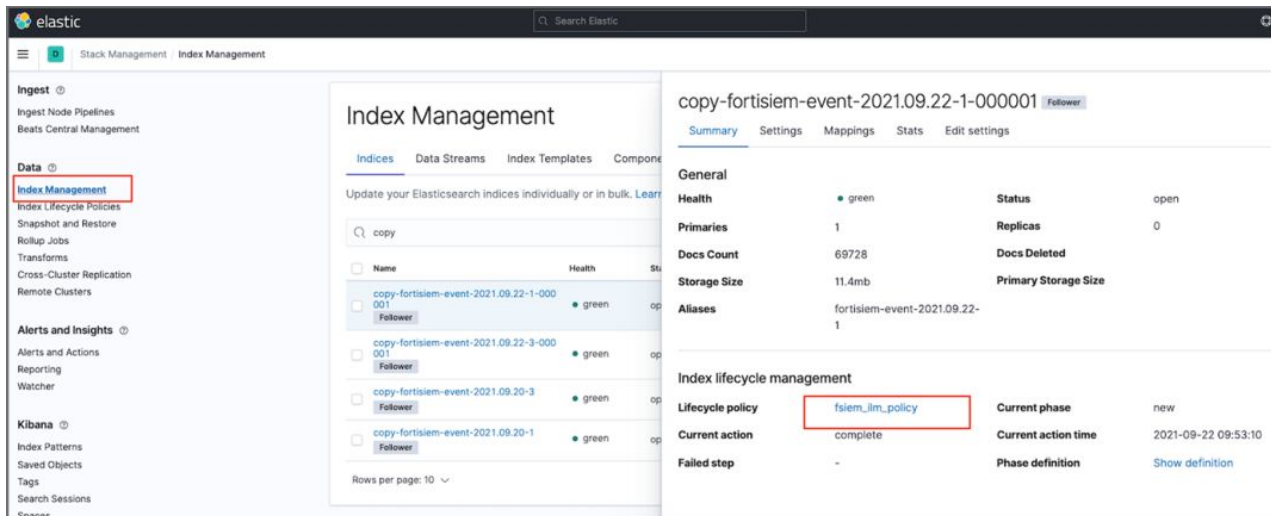 elastic
Search Elastic
D
Stack Management / Index Management
Ingest
Ingest Node Pipelines
Beats Central Management
Data
Index Management
Index Lifecycle Policies
Snapshot and Restore
Rollup Jobs
Transforms
Cross-Cluster Replication
Remote Clusters
Alerts and Insights
Alerts and Actions
Reporting
Watcher
Kibana
Index Patterns
Saved Objects
Tags
Search Sessions
Spaces
Index Management
Indices Data Streams Index Templates Compone
Update your Elasticsearch indices individually or in bulk. Learr
copy
Name Health Sta
copy-fortisiem-event-2021.09.22-1-000
001
green op
Follower
copy-fortisiem-event-2021.09.22-3-000
001
green op
Follower
copy-fortisiem-event-2021.09.20-3
green op
Follower
copy-fortisiem-event-2021.09.20-1
green op
Follower
Rows per page: 10
copy-fortisiem-event-2021.09.22-1-000001 Follower
Summary Settings Mappings Stats Edit settings
General
Health green Status open
Primaries 1 Replicas 0
Docs Count 69728 Docs Deleted
Storage Size 11.4mb Primary Storage Size
Aliases fortisiem-event-2021.09.22-
1
Index lifecycle management
Lifecycle policy fsiem_ilm_policy Current phase new
Current action complete Current action time 2021-09-22 09:53:10
Failed step - Phase definition Show definition